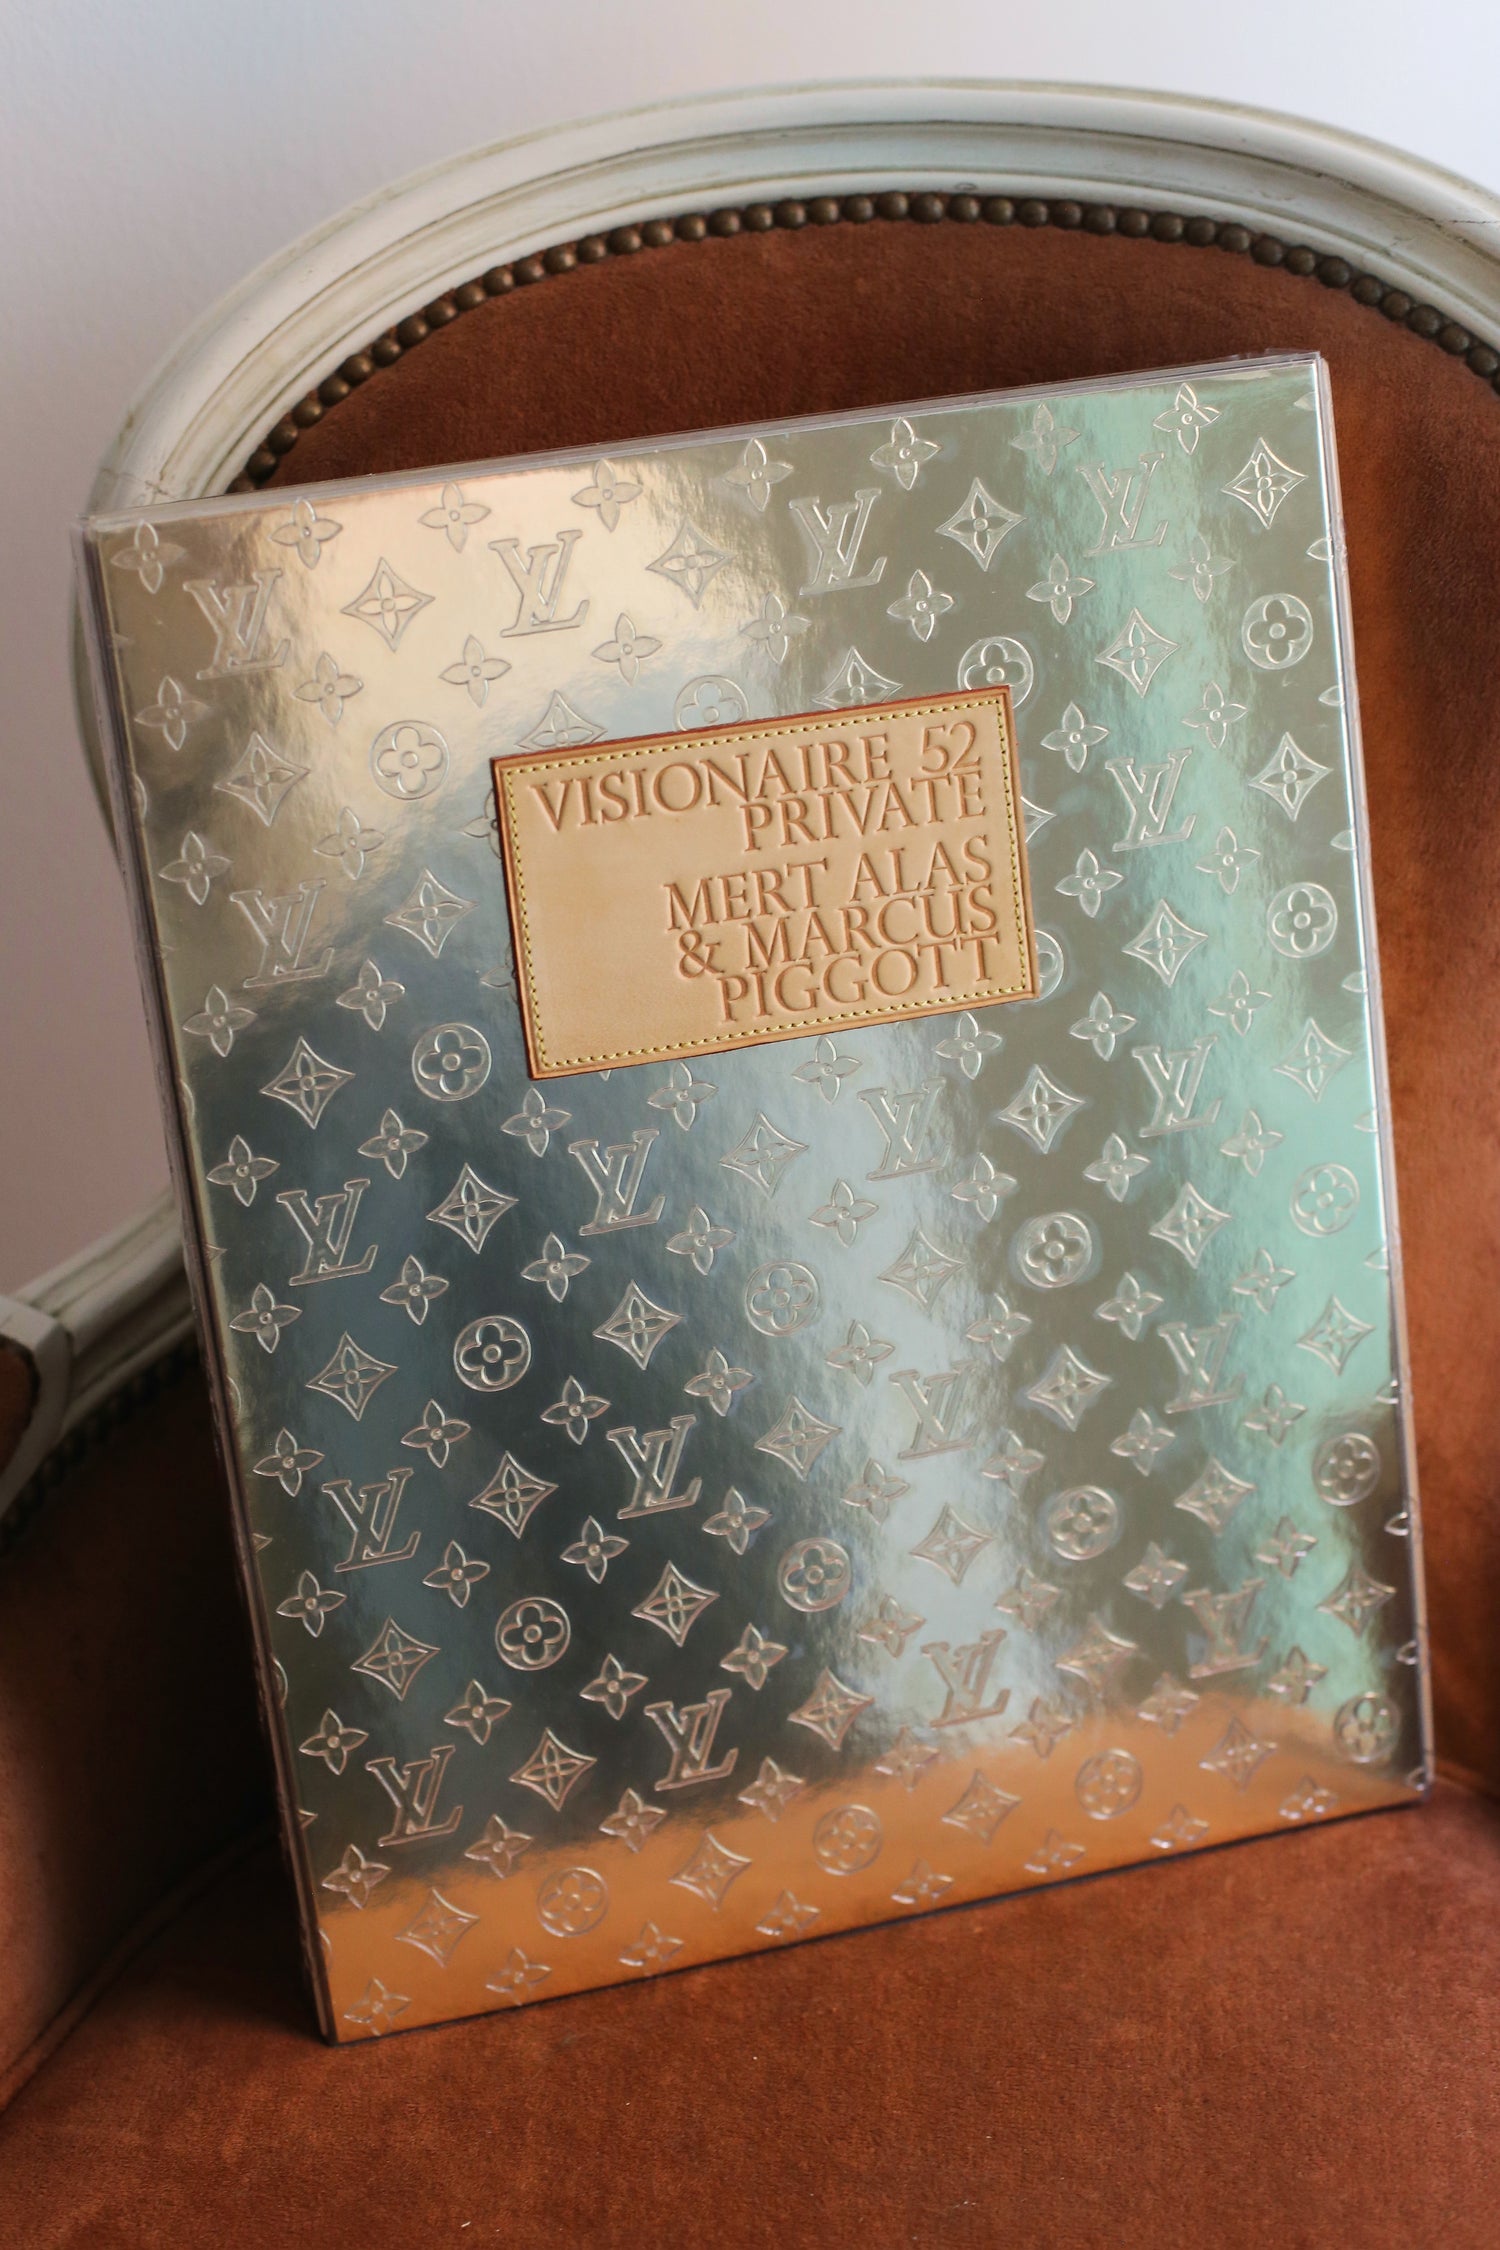 VISIONAIRE 52
PRIVATE
MERT ALAS
& MARCUS
PIGGOTT